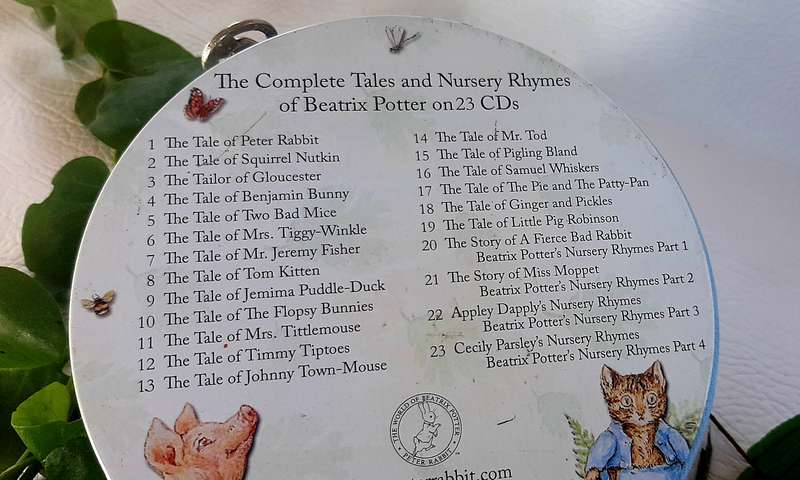 The Complete Tales and Nursery Rhymes
of Beatrix Potter on 23 CDs
1 The Tale of Peter Rabbit
2 The Tale of Squirrel Nutkin
3 The Tailor of Gloucester
4 The Tale of Benjamin Bunny
5 The Tale of Two Bad Mice
6 The Tale of Mrs. Tiggy-Winkle
7 The Tale of Mr. Jeremy Fisher
8 The Tale of Tom Kitten
9 The Tale of Jemima Puddle-Duck
10 The Tale of The Flopsy Bunnies
11 The Tale of Mrs. Tittlemouse
12 The Tale of Timmy Tiptoes
13 The Tale of Johnny Town-Mouse
14 The Tale of Mr. Tod
15 The Tale of Pigling Bland
16 The Tale of Samuel Whiskers
17 The Tale of The Pie and The Patty-Pan
18 The Tale of Ginger and Pickles
19 The Tale of Little Pig Robinson
20 The Story of A Fierce Bad Rabbit
Beatrix Potter's Nursery Rhymes Part 1
21 The Story of Miss Moppet
Beatrix Potter's Nursery Rhymes Part 2
22 Appley Dapply's Nursery Rhymes
Beatrix Potter's Nursery Rhymes Part 3
23 Cecily Parsley's Nursery Rhymes
Beatrix Potter's Nursery Rhymes Part 4
THE WORLD OF BEATRIX POTTER
PETER RABBIT
rabbit.com